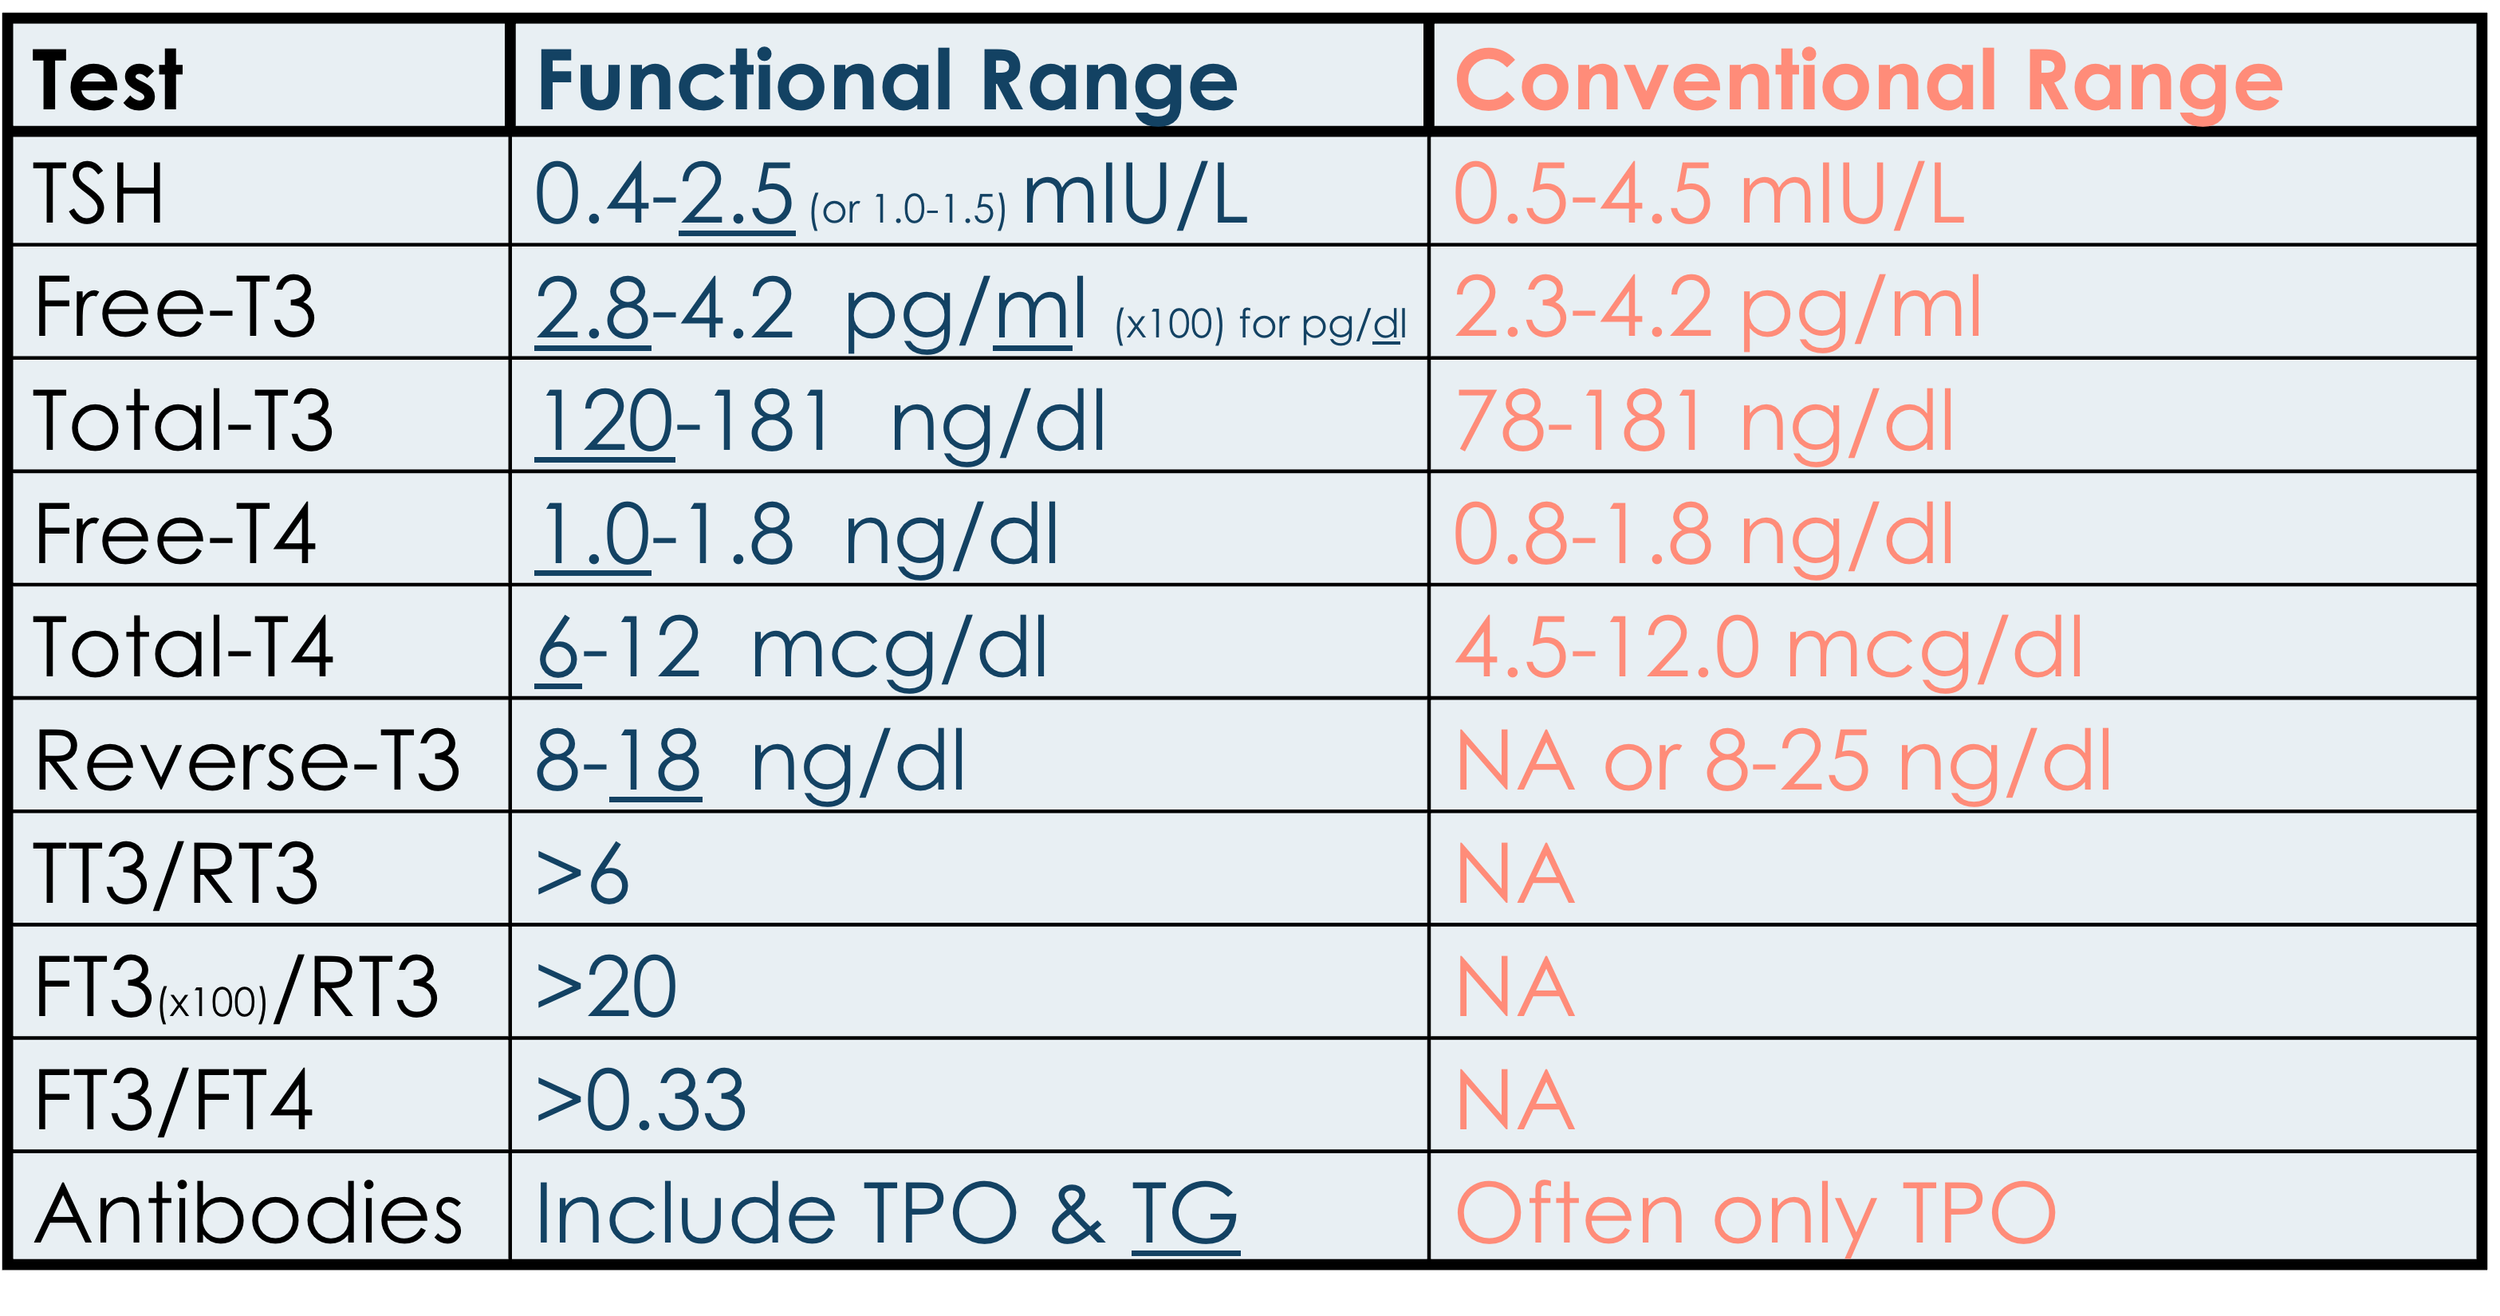 Test Functional Range Conventional Range
TSH 0.4-2.5 (or 1.0-1.5) mIU/L 0.5-4.5 mIU/L
Free-T3 2.8-4.2 pg/ml (x100) for pg/dl 2.3-4.2 pg/ml
Total-T3 120-181 ng/dl 78-181 ng/dl
Free-T4 1.0-1.8 ng/dl 0.8-1.8 ng/dl
Total-T4 6-12 mcg/dl 4.5-12.0 mcg/dl
Reverse-T3 8-18 ng/dl NA or 8-25 ng/dl
TT3/RT3 >6 NA
FT3(x100)/RT3 >20 NA
FT3/FT4 >0.33 NA
Antibodies Include TPO & TG Often only TPO